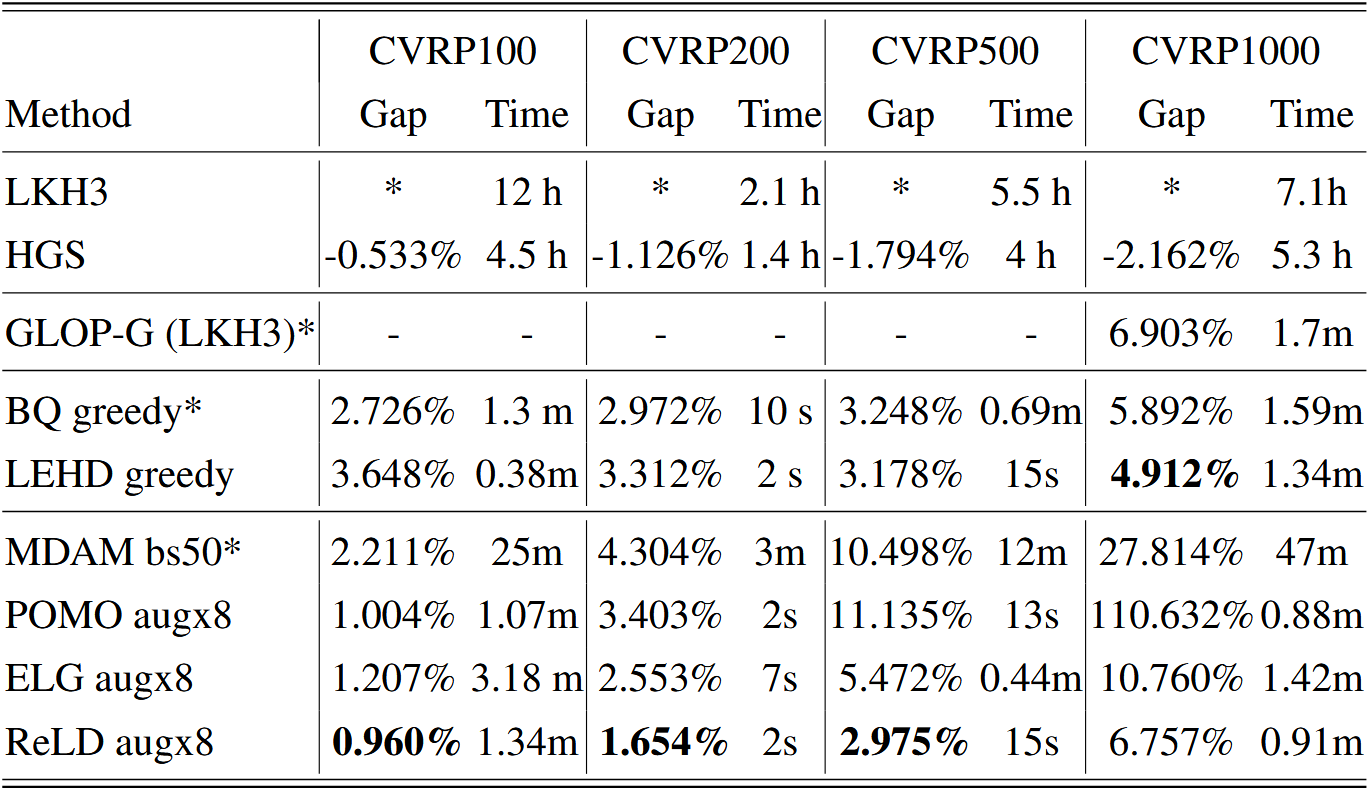 CVRP100 CVRP200 CVRP500 CVRP1000
Method Gap Time Gap Time Gap Time Gap Time
LKH3 * 12 h * 2.1 h * 5.5 h * 7.1h
HGS -0.533% 4.5 h -1.126% 1.4 h -1.794% 4 h -2.162% 5.3 h
GLOP-G (LKH3)* - - - - - - 6.903% 1.7m
BQ greedy* 2.726% 1.3 m 2.972% 10 s 3.248% 0.69m 5.892% 1.59m
LEHD greedy 3.648% 0.38m 3.312% 2 s 3.178% 15s 4.912% 1.34m
MDAM bs50* 2.211% 25m 4.304% 3m 10.498% 12m 27.814% 47m
POMO augx8 1.004% 1.07m 3.403% 2s 11.135% 13s 110.632% 0.88m
ELG augx8 1.207% 3.18 m 2.553% 7s 5.472% 0.44m 10.760% 1.42m
ReLD augx8 0.960% 1.34m 1.654% 2s 2.975% 15s 6.757% 0.91m